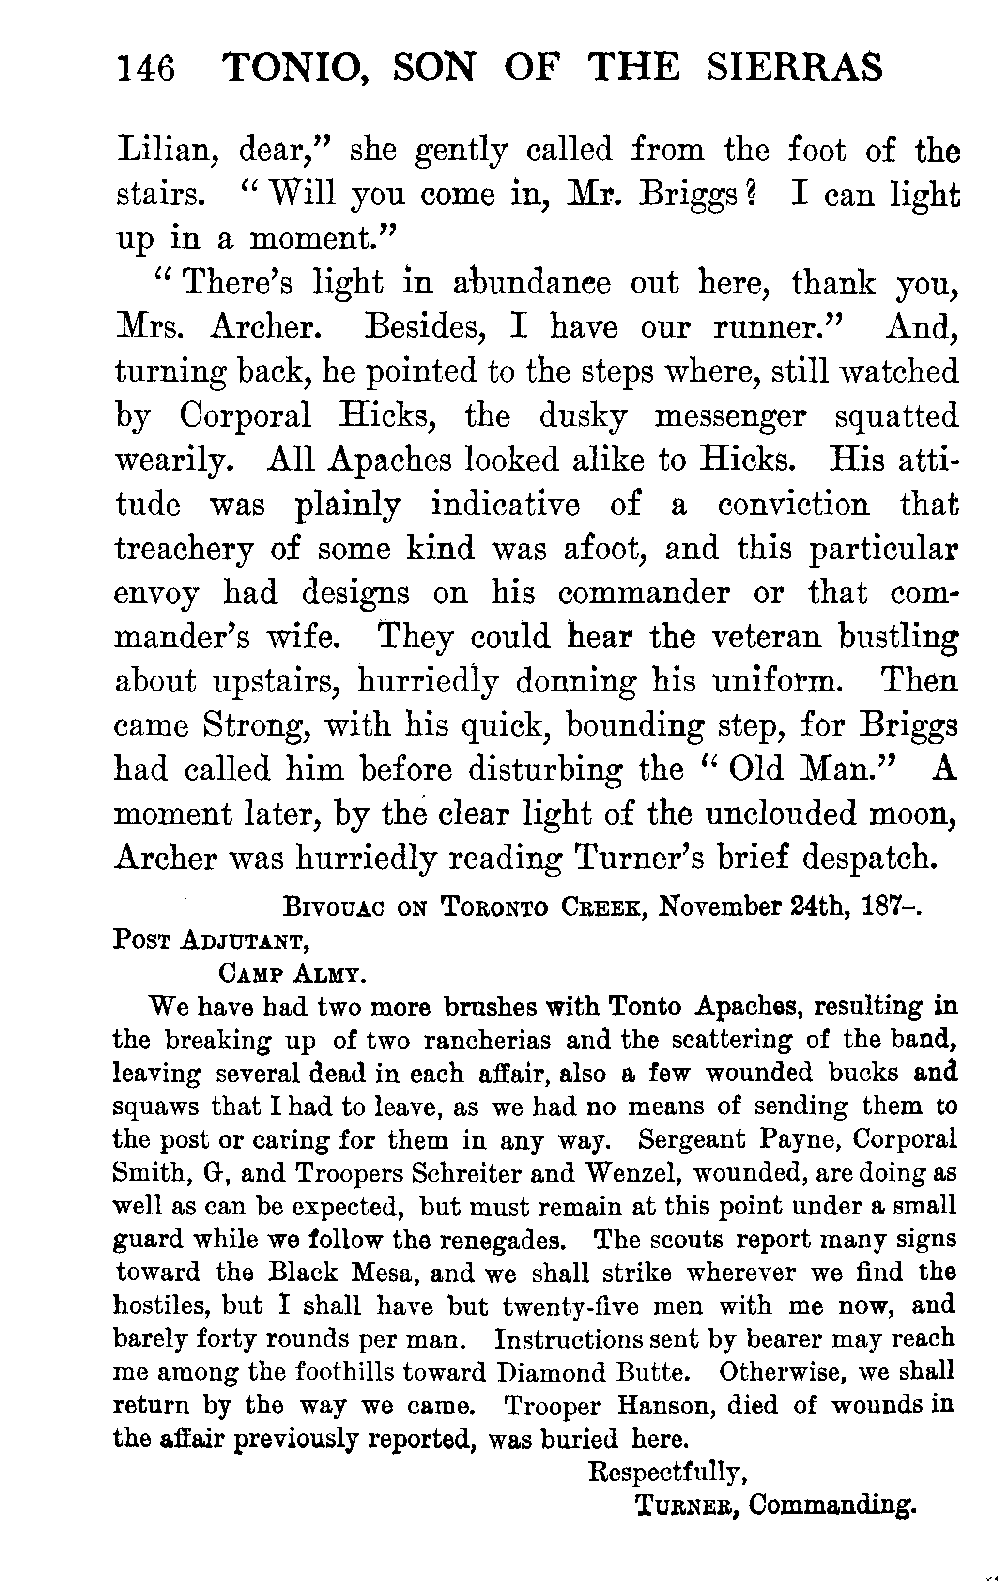 146 TONIO, SON OF THE SIERRAS
Lilian, dear,” she gently called from the foot of the
stairs. “Will you come in, Mr. Briggs? I can light
up in a moment.”
“There’s light in abundance out here, thank you,
Mrs. Archer. Besides, I have our runner.” And,
turning back, he pointed to the steps where, still watched
by Corporal Hicks, the dusky messenger squatted
wearily. All Apaches looked alike to Hicks. His atti-
tude was plainly indicative of a conviction that
treachery of some kind was afoot, and this particular
envoy had designs on his commander or that com-
mander’s wife. They could hear the veteran bustling
about upstairs, hurriedly donning his uniform. Then
came Strong, with his quick, bounding step, for Briggs
had called him before disturbing the “Old Man.” A
moment later, by the clear light of the unclouded moon,
Archer was hurriedly reading Turner’s brief despatch.
BIVOUAC ON TORONTO CREEK, November 24th, 187–.
POST ADJUTANT,
CAMP ALMY.
We have had two more brushes with Tonto Apaches, resulting in
the breaking up of two rancherias and the scattering of the band,
leaving several dead in each affair, also a few wounded bucks and
squaws that I had to leave, as we had no means of sending them to
the post or caring for them in any way. Sergeant Payne, Corporal
Smith, G, and Troopers Schreiter and Wenzel, wounded, are doing as
well as can be expected, but must remain at this point under a small
guard while we follow the renegades. The scouts report many signs
toward the Black Mesa, and we shall strike wherever we find the
hostiles, but I shall have but twenty-five men with me now, and
barely forty rounds per man. Instructions sent by bearer may reach
me among the foothills toward Diamond Butte. Otherwise, we shall
return by the way we came. Trooper Hanson, died of wounds in
the affair previously reported, was buried here.
Respectfully,
TURNER, Commanding.